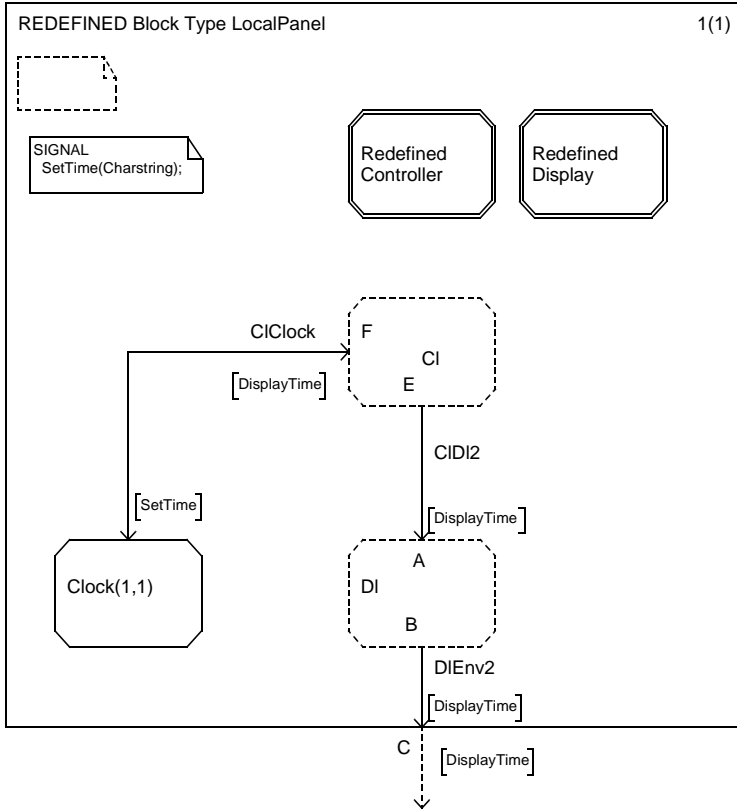 REDEFINED Block Type LocalPanel 1(1)
SIGNAL
SetTime(Charstring);
Redefined
Controller
Redefined
Display
ClClock
F
Cl
E
[DisplayTime]
ClDl2
[SetTime]
[DisplayTime]
A
Clock(1,1)
Dl
B
DlEnv2
[DisplayTime]
C
[DisplayTime]